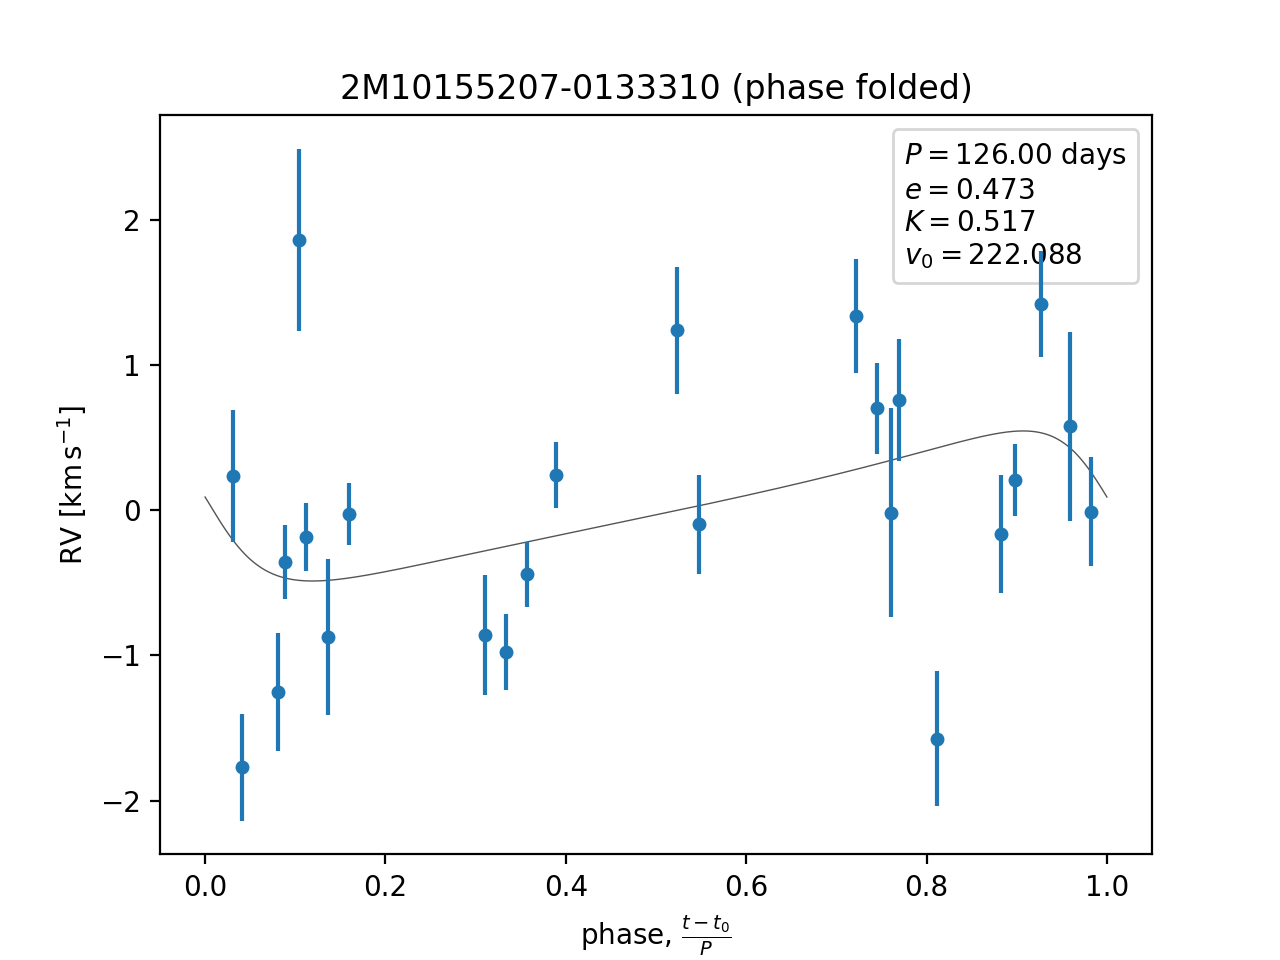 2M10155207-0133310 (phase folded)
P = 126.00 days
e = 0.473
K = 0.517
v₀ = 222.088
RV [km s⁻¹]
2
1
0
−1
−2
0.0 0.2 0.4 0.6 0.8 1.0
phase, (t − t₀)/P